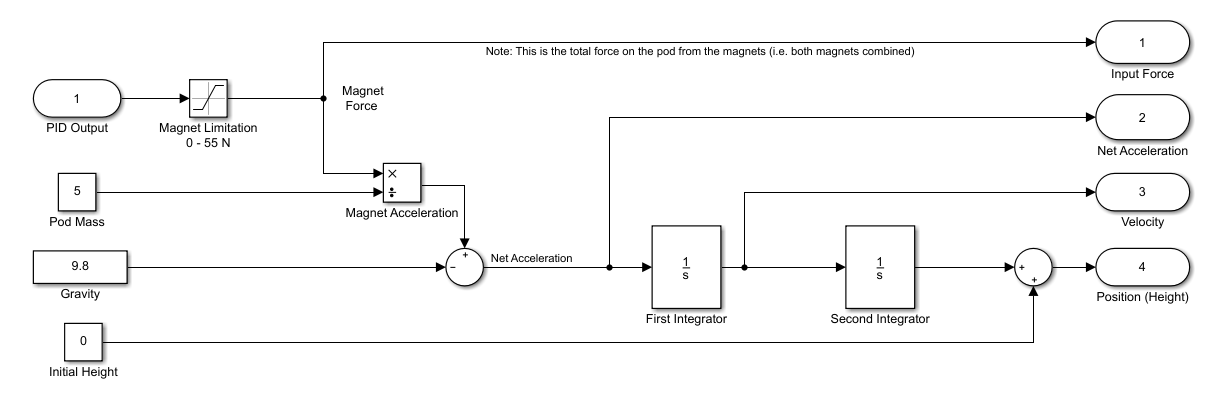 1
Input Force
Note: This is the total force on the pod from the magnets (i.e. both magnets combined)
1
PID Output
Magnet Limitation
0 - 55 N
Magnet
Force
2
Net Acceleration
5
Pod Mass
×
÷
Magnet Acceleration
3
Velocity
9.8
Gravity
+
−
Net Acceleration
1
s
First Integrator
1
s
Second Integrator
+
+
4
Position (Height)
0
Initial Height